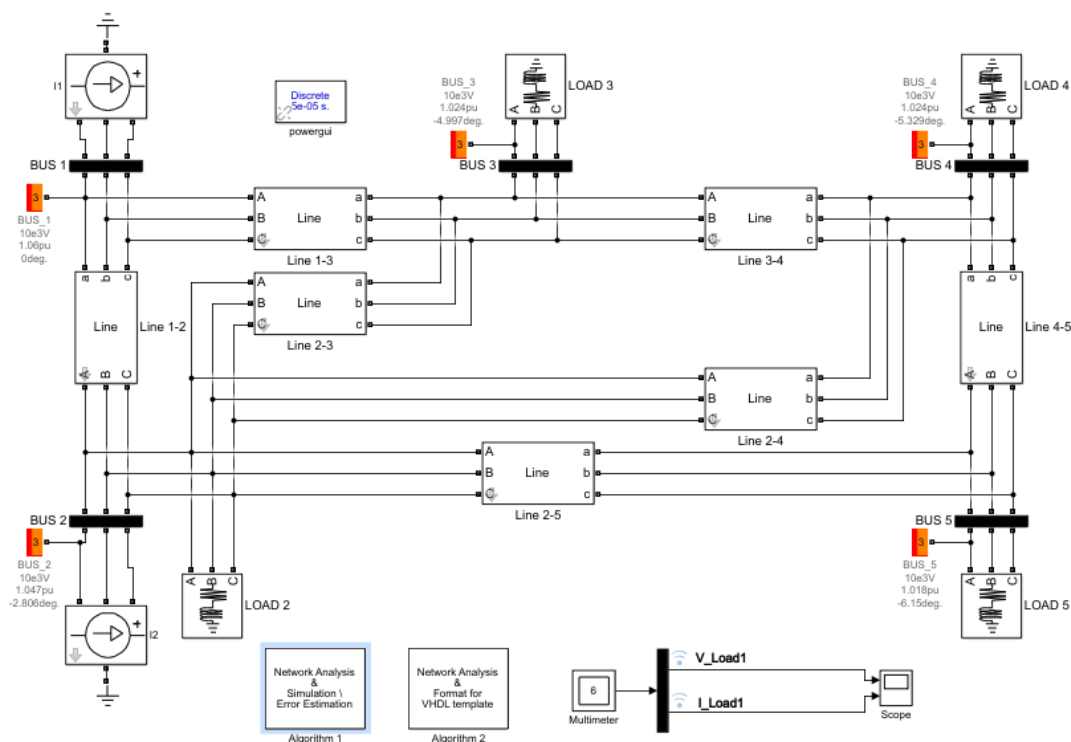 I1
Discrete
5e-05 s.
powergui
BUS_3
10e3V
1.024pu
-4.997deg.
3
A B C
LOAD 3
BUS 3
BUS_4
10e3V
1.024pu
-5.329deg.
3
A B C
LOAD 4
BUS 4
BUS 1
3
BUS_1
10e3V
1.06pu
0deg.
A
B
C
Line
a
b
c
Line 1-3
A
B
C
Line
a
b
c
Line 3-4
A
B
C
Line
a
b
c
Line 2-3
a b c
Line
A B C
Line 1-2
a b c
Line
A B C
Line 4-5
A
B
C
Line
a
b
c
Line 2-4
A
B
C
Line
a
b
c
Line 2-5
BUS 2
3
BUS_2
10e3V
1.047pu
-2.806deg.
I2
A B C
LOAD 2
BUS 5
3
BUS_5
10e3V
1.018pu
-6.15deg.
A B C
LOAD 5
Network Analysis
&
Simulation \
Error Estimation
Algorithm 1
Network Analysis
&
Format for
VHDL template
Algorithm 2
6
Multimeter
V_Load1
I_Load1
Scope